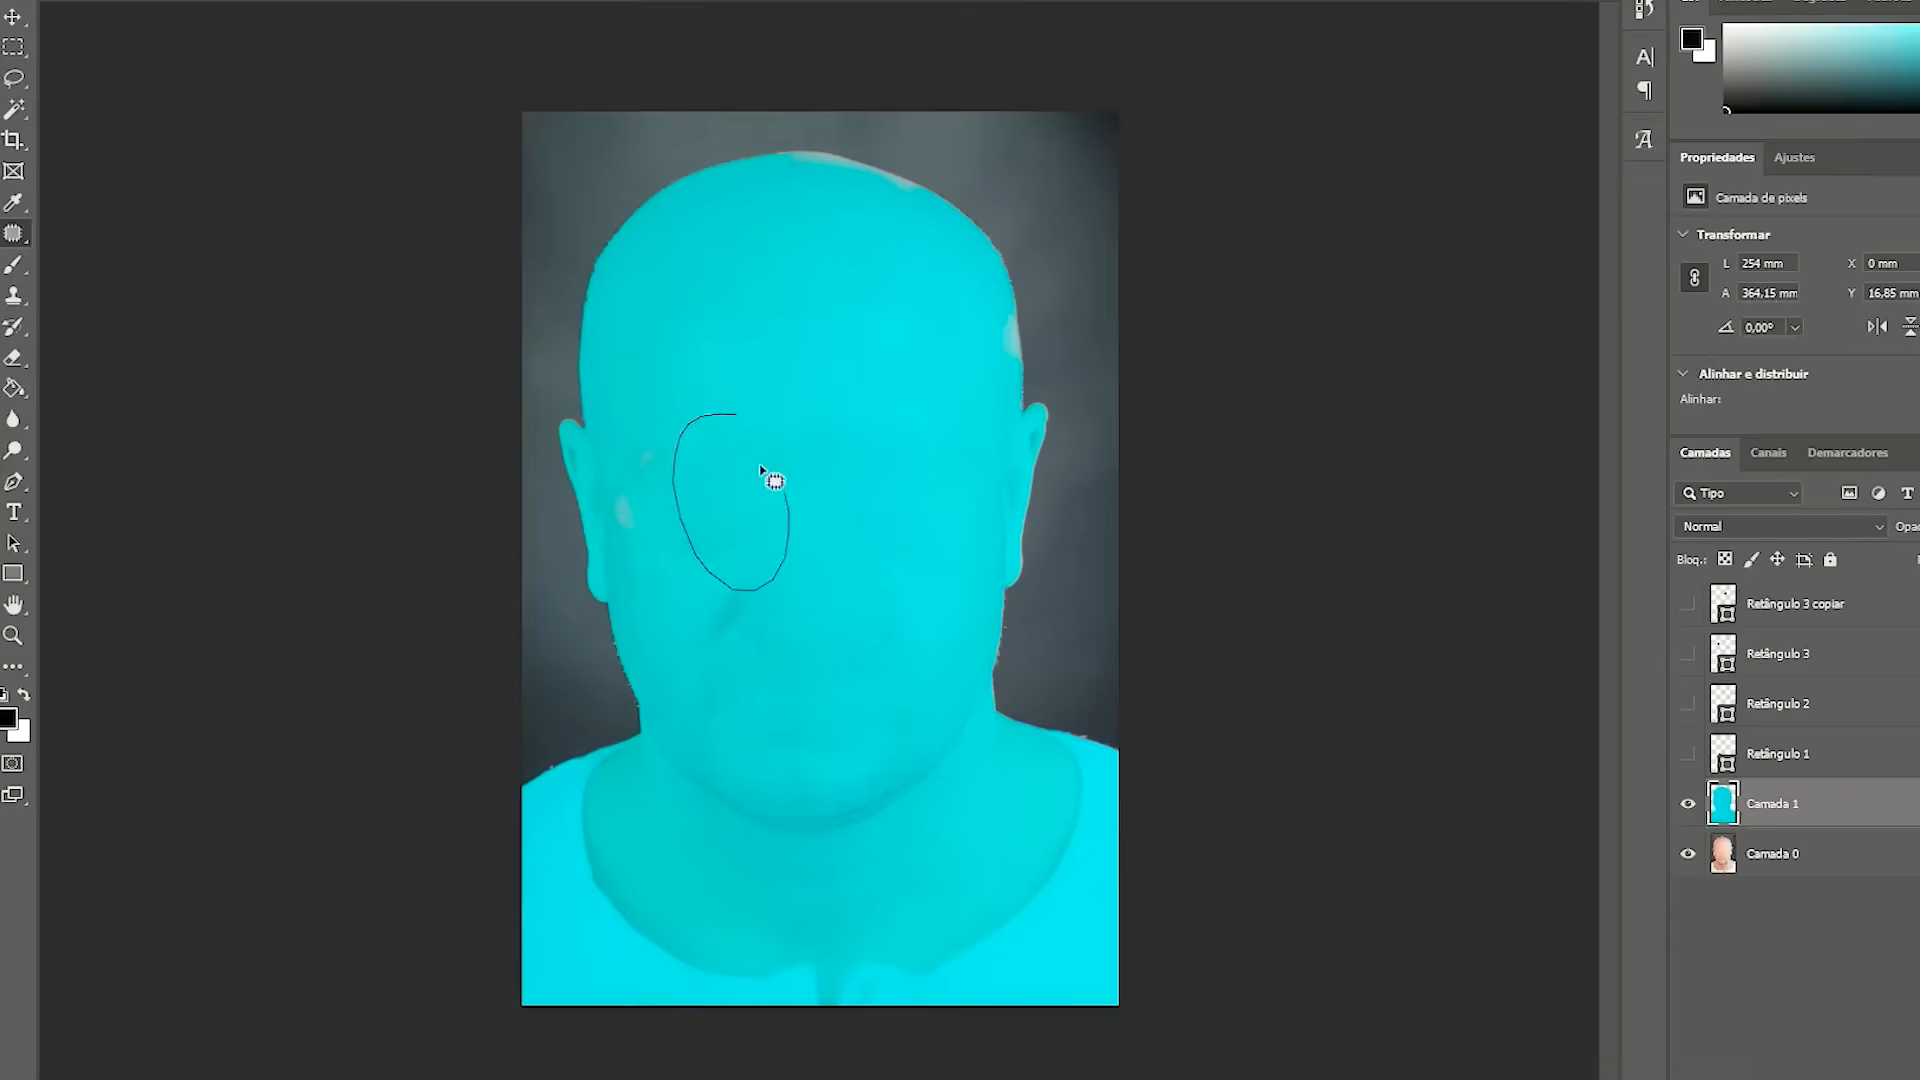 Propriedades
Ajustes
Camada de pixels
Transformar
L 254 mm
X 0 mm
A 364,15 mm
Y 16,85 mm
0,00°
Alinhar e distribuir
Alinhar:
Camadas
Canais
Demarcadores
Tipo
Normal
Opac
Bloq.:
Retângulo 3 copiar
Retângulo 3
Retângulo 2
Retângulo 1
Camada 1
Camada 0